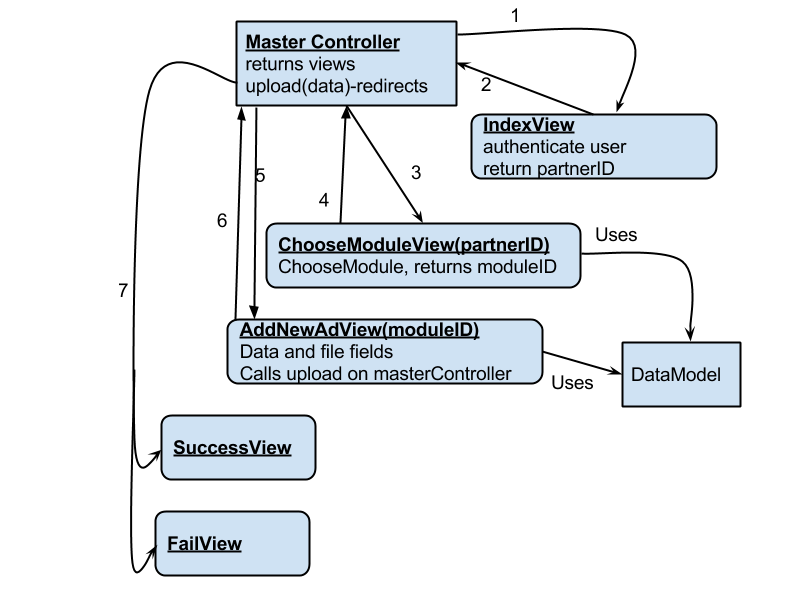 1
Master Controller
returns views
upload(data)-redirects
2
IndexView
authenticate user
return partnerID
3
5
4
6
Uses
ChooseModuleView(partnerID)
ChooseModule, returns moduleID
7
AddNewAdView(moduleID)
Data and file fields
Calls upload on masterController
Uses
DataModel
SuccessView
FailView